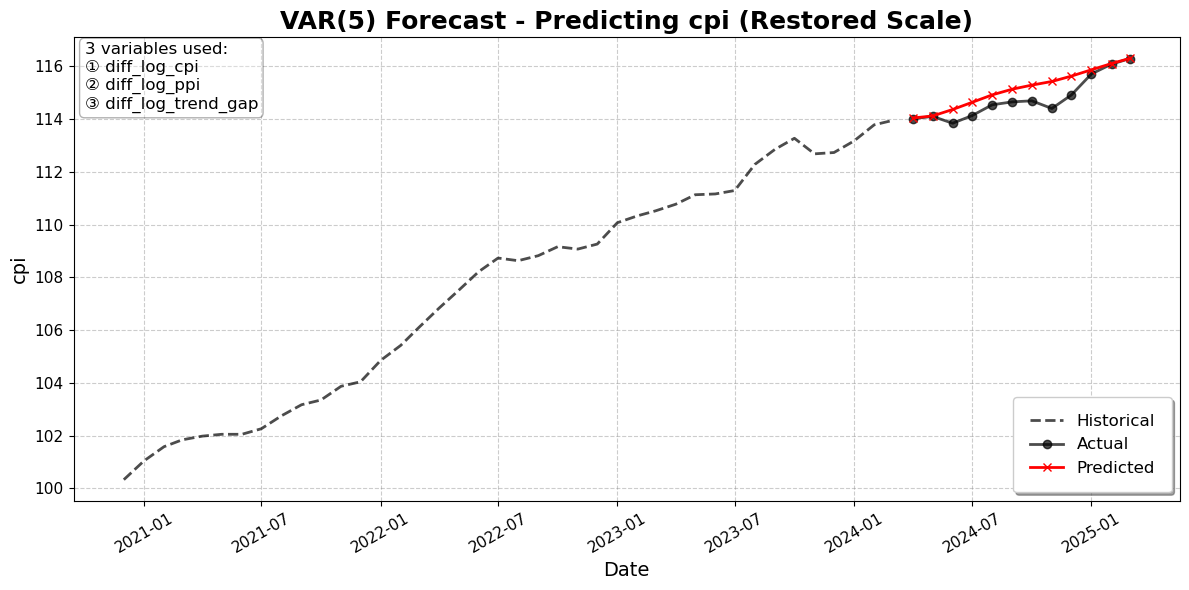 VAR(5) Forecast - Predicting cpi (Restored Scale)
3 variables used:
① diff_log_cpi
② diff_log_ppi
③ diff_log_trend_gap
cpi
116
114
112
110
108
106
104
102
100
Historical
Actual
Predicted
2021-01
2021-07
2022-01
2022-07
2023-01
2023-07
2024-01
2024-07
2025-01
Date